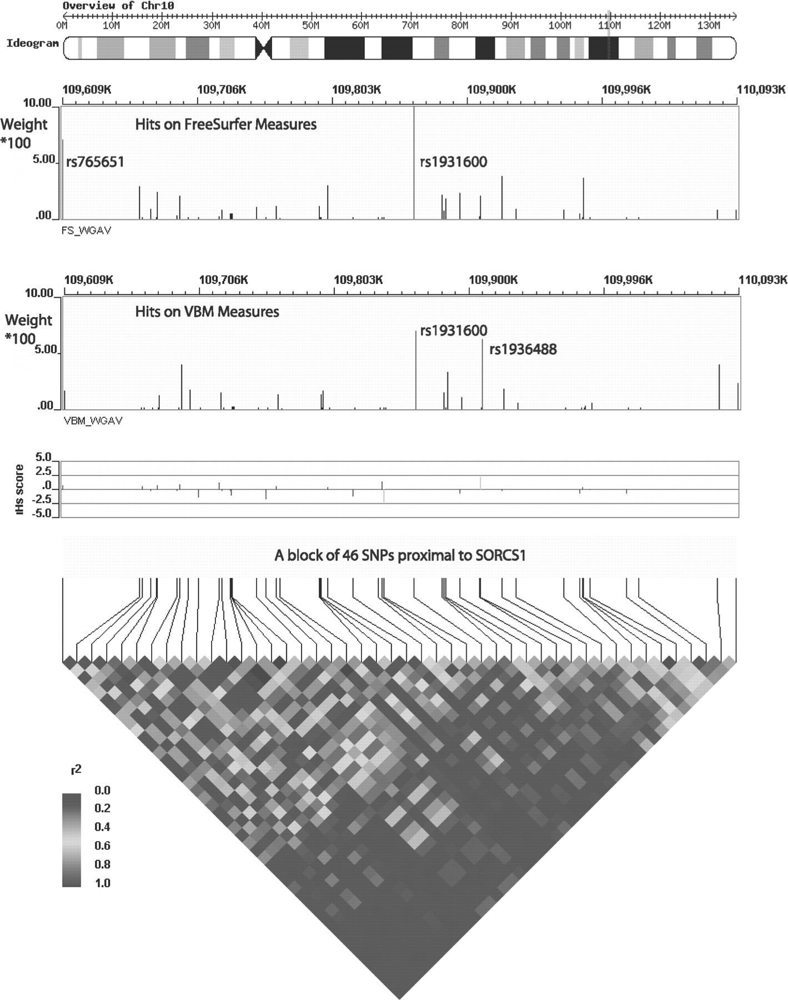 Overview of Chr10
0M 10M 20M 30M 40M 50M 60M 70M 80M 90M 100M 110M 120M 130M
Ideogram
109,609K 109,706K 109,803K 109,900K 109,996K 110,093K
10.00
Weight
*100
Hits on FreeSurfer Measures
5.00
rs765651
rs1931600
.00
FS_WGAV
109,609K 109,706K 109,803K 109,900K 109,996K 110,093K
10.00
Hits on VBM Measures
Weight
*100
rs1931600
5.00
rs1936488
.00
VBM_WGAV
iHs score
5.0
2.5
.0
-2.5
-5.0
A block of 46 SNPs proximal to SORCS1
r2
0.0
0.2
0.4
0.6
0.8
1.0